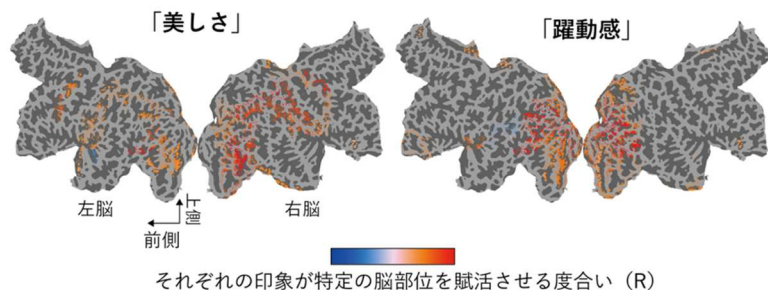 「美しさ」
「躍動感」
左脳
上側
前側
右脳
それぞれの印象が特定の脳部位を賦活させる度合い（R）